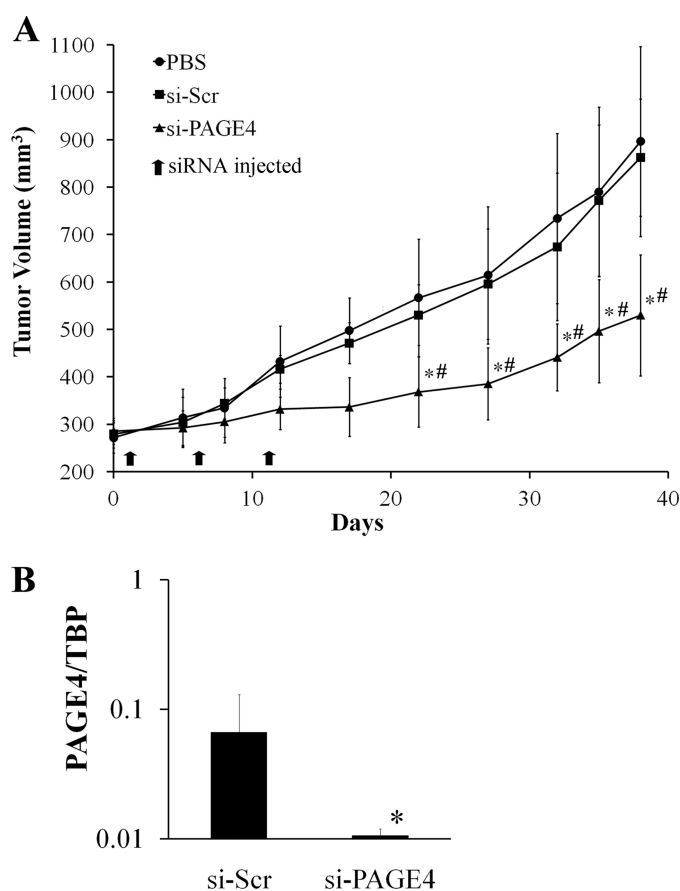 A
1100
1000
900
800
700
600
500
400
300
200
Tumor Volume (mm³)
PBS
si-Scr
si-PAGE4
siRNA injected
*# *# *# *# *#
0 10 20 30 40
Days
B
PAGE4/TBP
1
0.1
0.01
*
si-Scr si-PAGE4